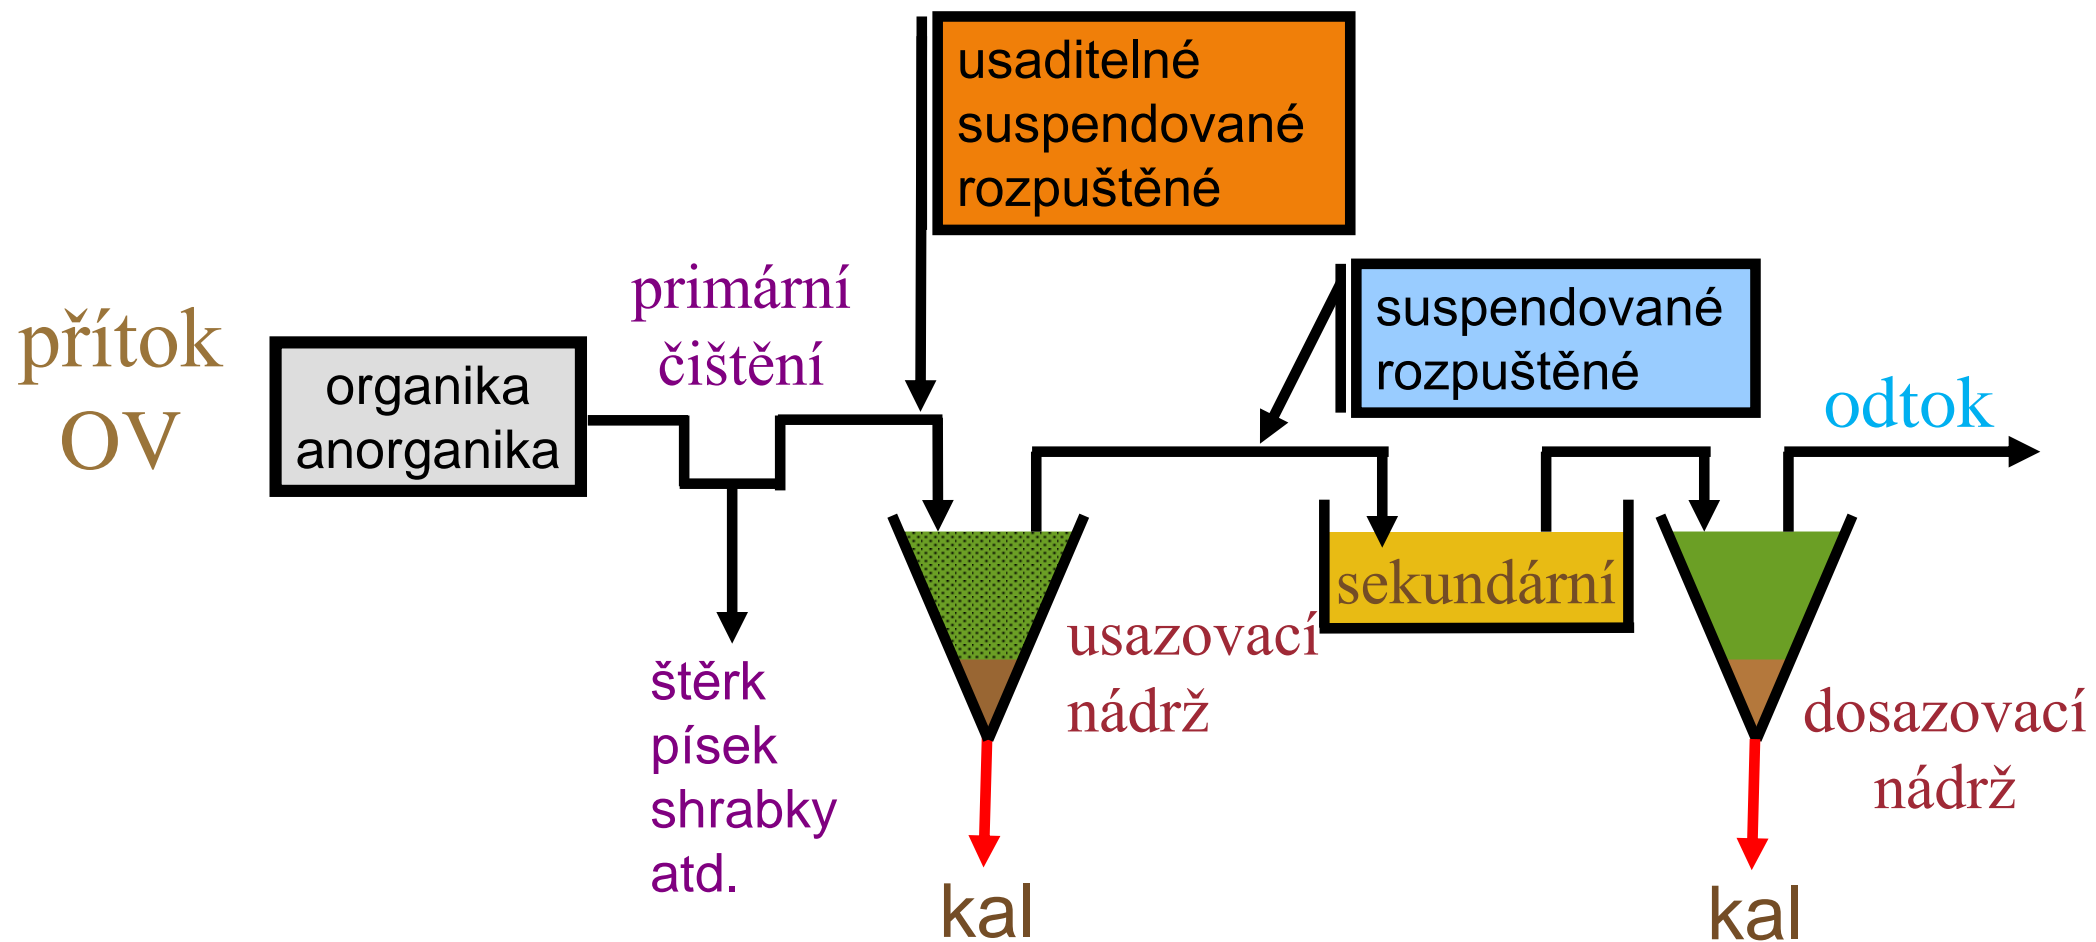 usaditelné
suspendované
rozpuštěné
přítok
OV
organika
anorganika
primární
čištění
suspendované
rozpuštěné
odtok
štěrk
písek
shrabky
atd.
usazovací
nádrž
sekundární
dosazovací
nádrž
kal
kal